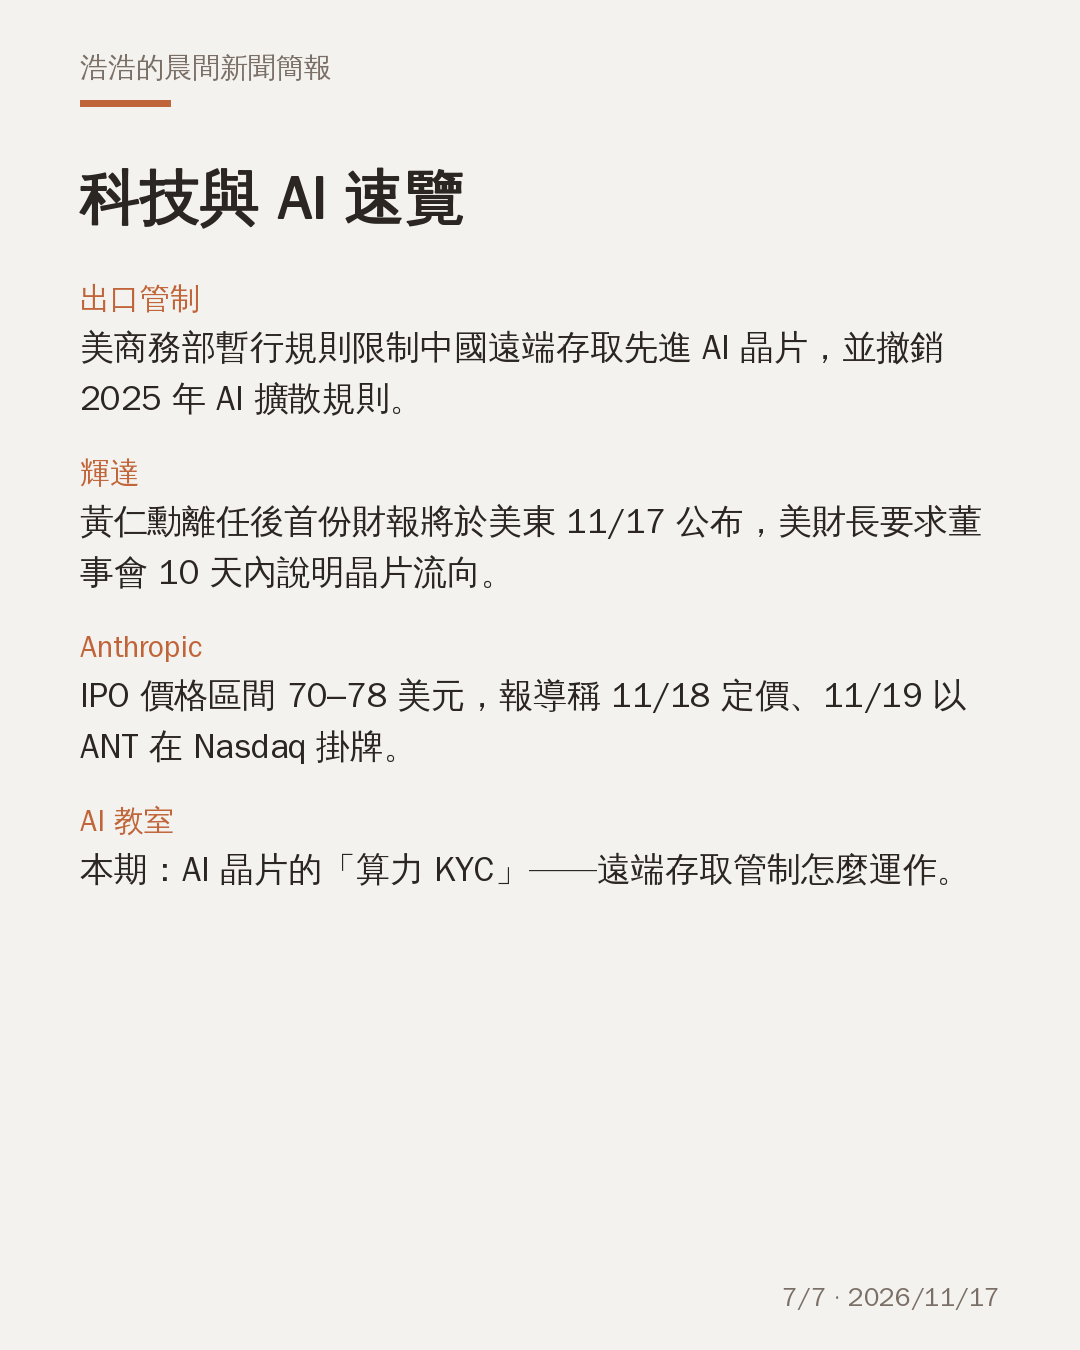 浩浩的晨間新聞簡報
科技與 AI 速覽
出口管制
美商務部暫行規則限制中國遠端存取先進 AI 晶片，並撤銷
2025 年 AI 擴散規則。
輝達
黃仁勳離任後首份財報將於美東 11/17 公布，美財長要求董
事會 10 天內說明晶片流向。
Anthropic
IPO 價格區間 70–78 美元，報導稱 11/18 定價、11/19 以
ANT 在 Nasdaq 掛牌。
AI 教室
本期：AI 晶片的「算力 KYC」——遠端存取管制怎麼運作。
7/7 · 2026/11/17